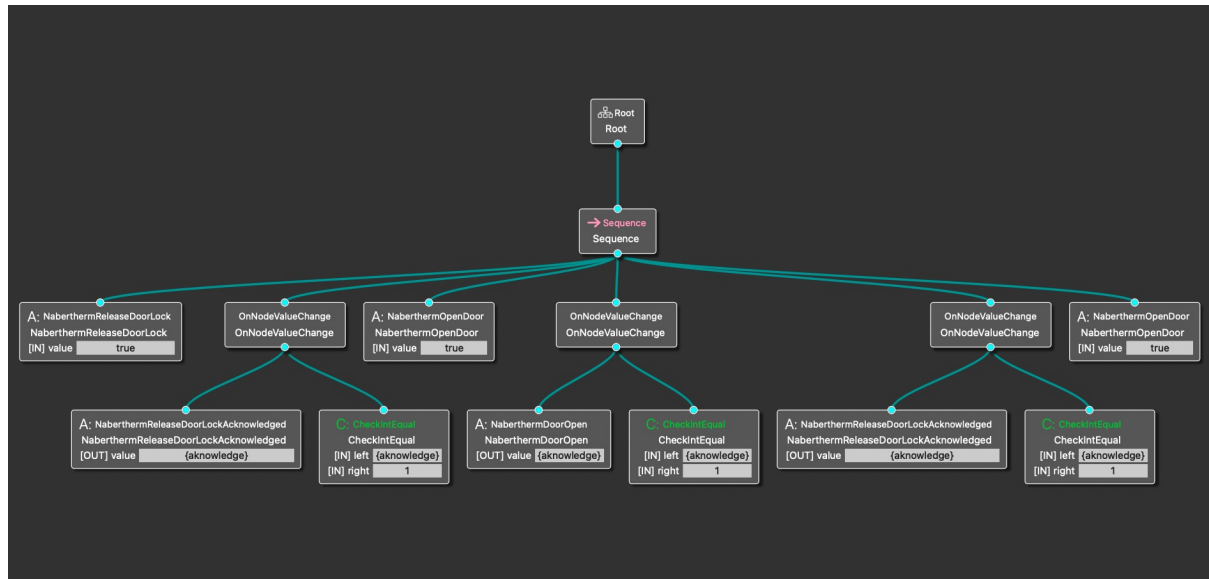 Root
Root
Sequence
Sequence
A: NaberthermReleaseDoorLock
NaberthermReleaseDoorLock
[IN] value true
OnNodeValueChange
OnNodeValueChange
A: NaberthermOpenDoor
NaberthermOpenDoor
[IN] value true
OnNodeValueChange
OnNodeValueChange
OnNodeValueChange
OnNodeValueChange
A: NaberthermOpenDoor
NaberthermOpenDoor
[IN] value true
A: NaberthermReleaseDoorLockAcknowledged
NaberthermReleaseDoorLockAcknowledged
[OUT] value {aknowledge}
C: CheckIntEqual
CheckIntEqual
[IN] left {aknowledge}
[IN] right 1
A: NaberthermDoorOpen
NaberthermDoorOpen
[OUT] value {aknowledge}
C: CheckIntEqual
CheckIntEqual
[IN] left {aknowledge}
[IN] right 1
A: NaberthermReleaseDoorLockAcknowledged
NaberthermReleaseDoorLockAcknowledged
[OUT] value {aknowledge}
C: CheckIntEqual
CheckIntEqual
[IN] left {aknowledge}
[IN] right 1